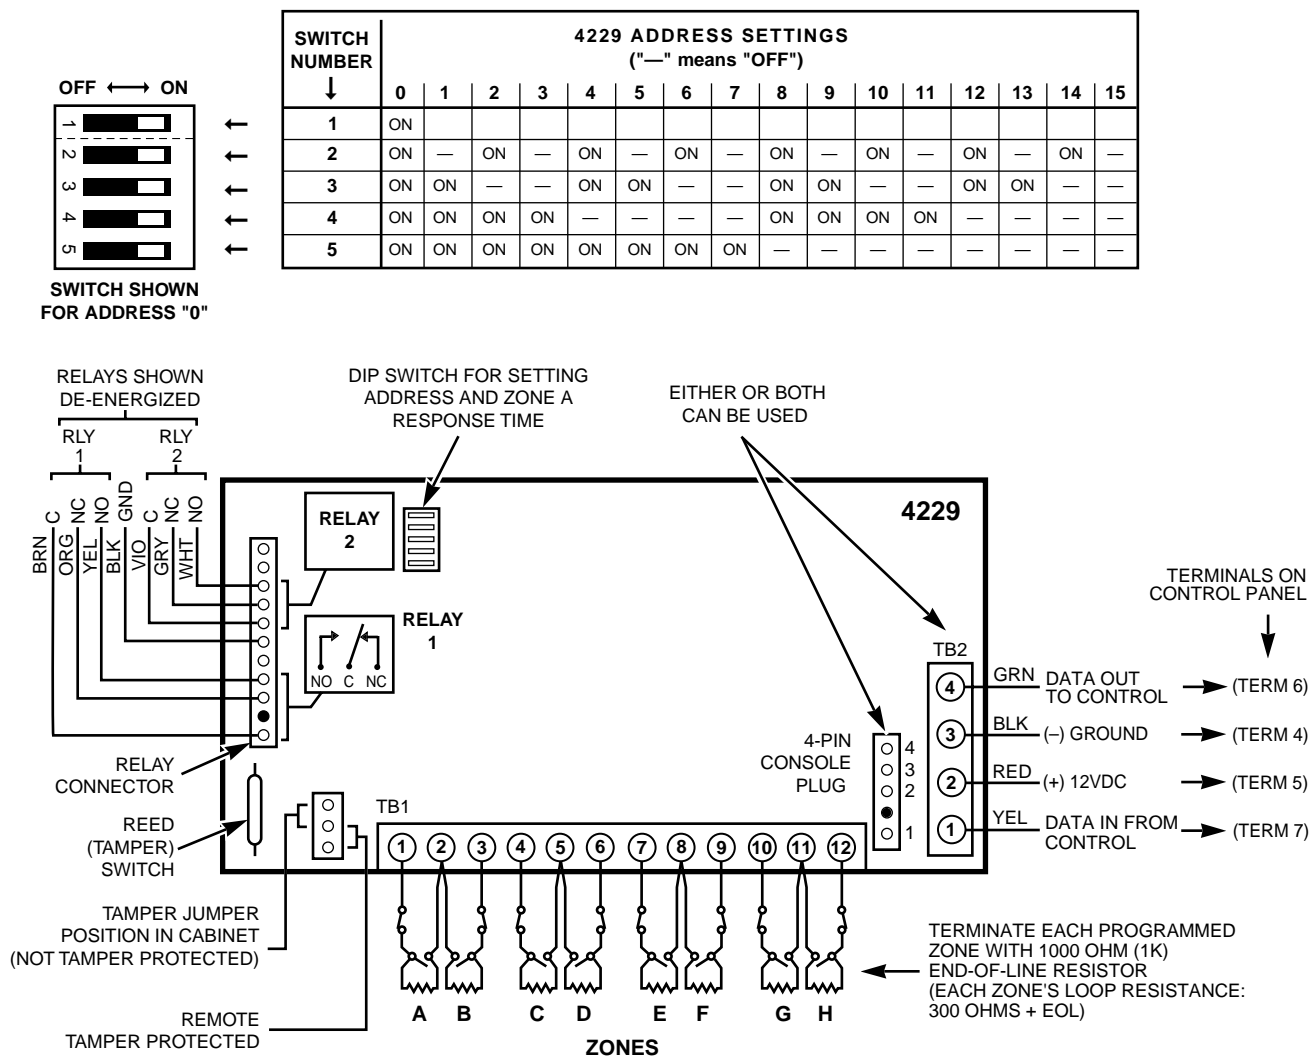 SWITCH NUMBER ↓ 4229 ADDRESS SETTINGS
("—" means "OFF")
0 1 2 3 4 5 6 7 8 9 10 11 12 13 14 15
1 ON
2 ON — ON — ON — ON — ON — ON — ON — ON —
3 ON ON — — ON ON — — ON ON — — ON ON — —
4 ON ON ON ON — — — — ON ON ON ON — — — —
5 ON ON ON ON ON ON ON ON — — — — — — — —
OFF ↔ ON
1
2
3
4
5
SWITCH SHOWN
FOR ADDRESS "0"
RELAYS SHOWN
DE-ENERGIZED
RLY
1
RLY
2
C NC NO GND C NC NO
BRN ORG YEL BLK VIO GRY WHT
DIP SWITCH FOR SETTING
ADDRESS AND ZONE A
RESPONSE TIME
EITHER OR BOTH
CAN BE USED
RELAY
2
4229
RELAY
1
NO C NC
TERMINALS ON
CONTROL PANEL
TB2
4 GRN DATA OUT
TO CONTROL (TERM 6)
3 BLK (–) GROUND (TERM 4)
2 RED (+) 12VDC (TERM 5)
1 YEL DATA IN FROM
CONTROL (TERM 7)
4-PIN
CONSOLE
PLUG
4
3
2
1
RELAY
CONNECTOR
REED
(TAMPER)
SWITCH
TB1
1 2 3 4 5 6 7 8 9 10 11 12
TAMPER JUMPER
POSITION IN CABINET
(NOT TAMPER PROTECTED)
REMOTE
TAMPER PROTECTED
A B C D E F G H
ZONES
TERMINATE EACH PROGRAMMED
ZONE WITH 1000 OHM (1K)
END-OF-LINE RESISTOR
(EACH ZONE'S LOOP RESISTANCE:
300 OHMS + EOL)